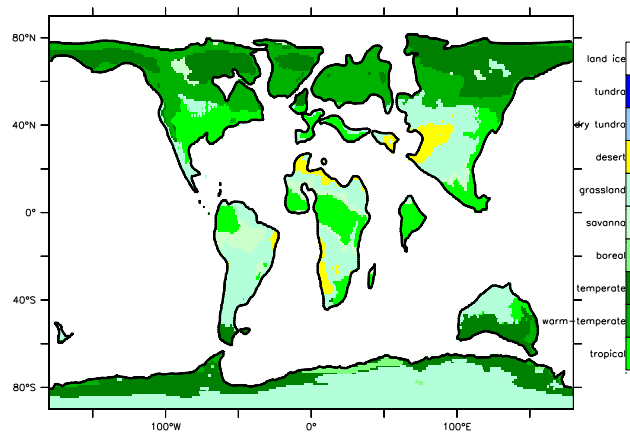 80°N
40°N
0°
40°S
80°S
100°W
0°
100°E
land ice
tundra
dry tundra
desert
grassland
savanna
boreal
temperate
warm-temperate
tropical